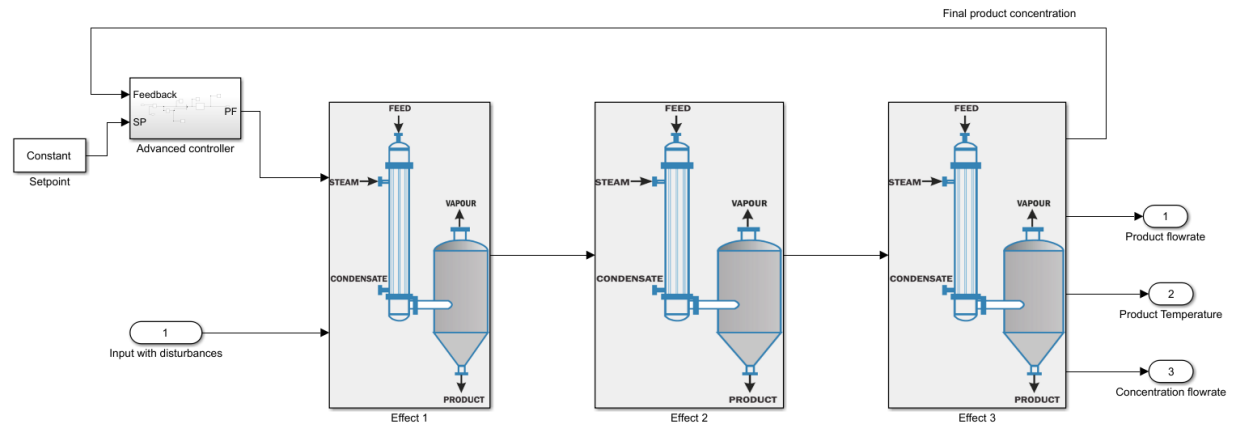 Final product concentration
Feedback
SP
PF
Advanced controller
Constant
Setpoint
1
Input with disturbances
FEED
STEAM
VAPOUR
CONDENSATE
PRODUCT
Effect 1
FEED
STEAM
VAPOUR
CONDENSATE
PRODUCT
Effect 2
FEED
STEAM
VAPOUR
CONDENSATE
PRODUCT
Effect 3
1
Product flowrate
2
Product Temperature
3
Concentration flowrate